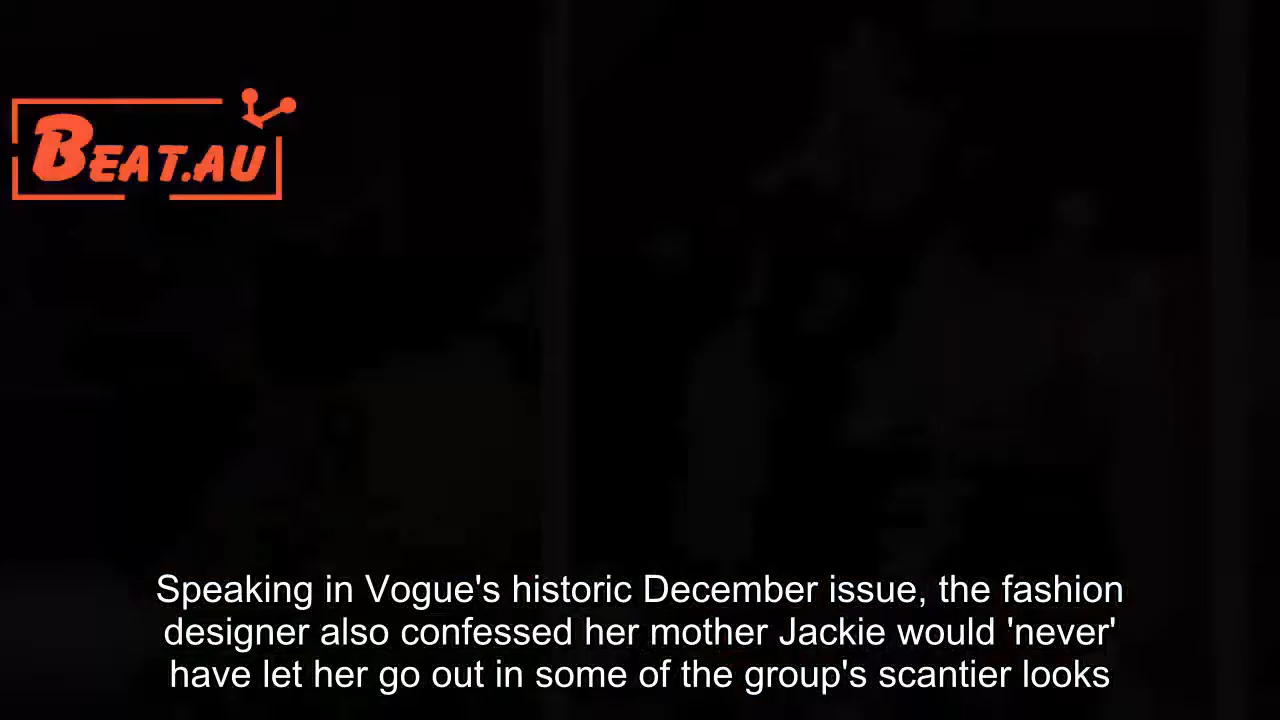 BEAT.AU
Speaking in Vogue's historic December issue, the fashion
designer also confessed her mother Jackie would 'never'
have let her go out in some of the group's scantier looks